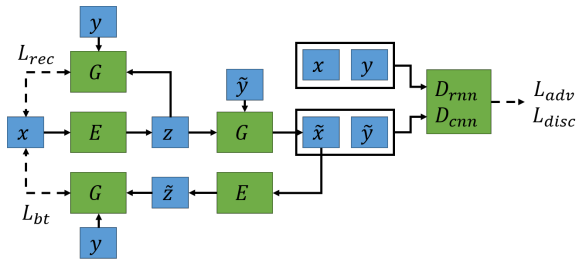 y
L_rec
G
ỹ
x y
D_rnn
D_cnn
L_adv
L_disc
x E z G x̃ ỹ
G z̃ E
L_bt
y